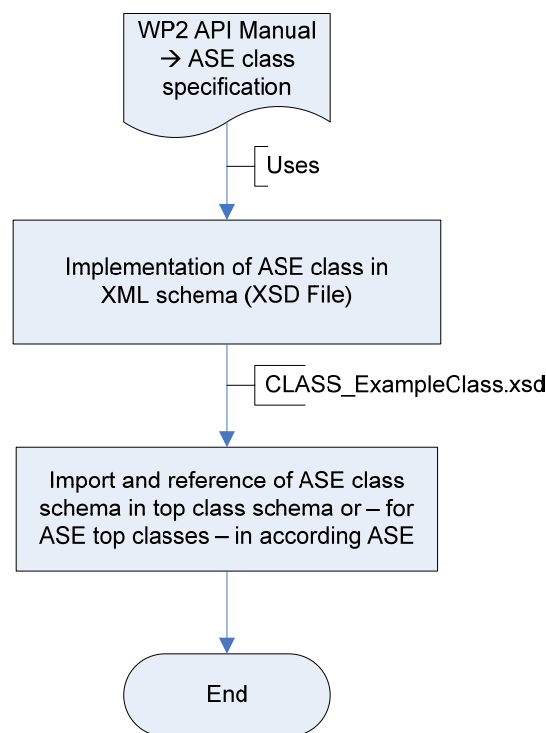 WP2 API Manual
→ ASE class
specification
Uses
Implementation of ASE class in
XML schema (XSD File)
CLASS_ExampleClass.xsd
Import and reference of ASE class
schema in top class schema or – for
ASE top classes – in according ASE
End